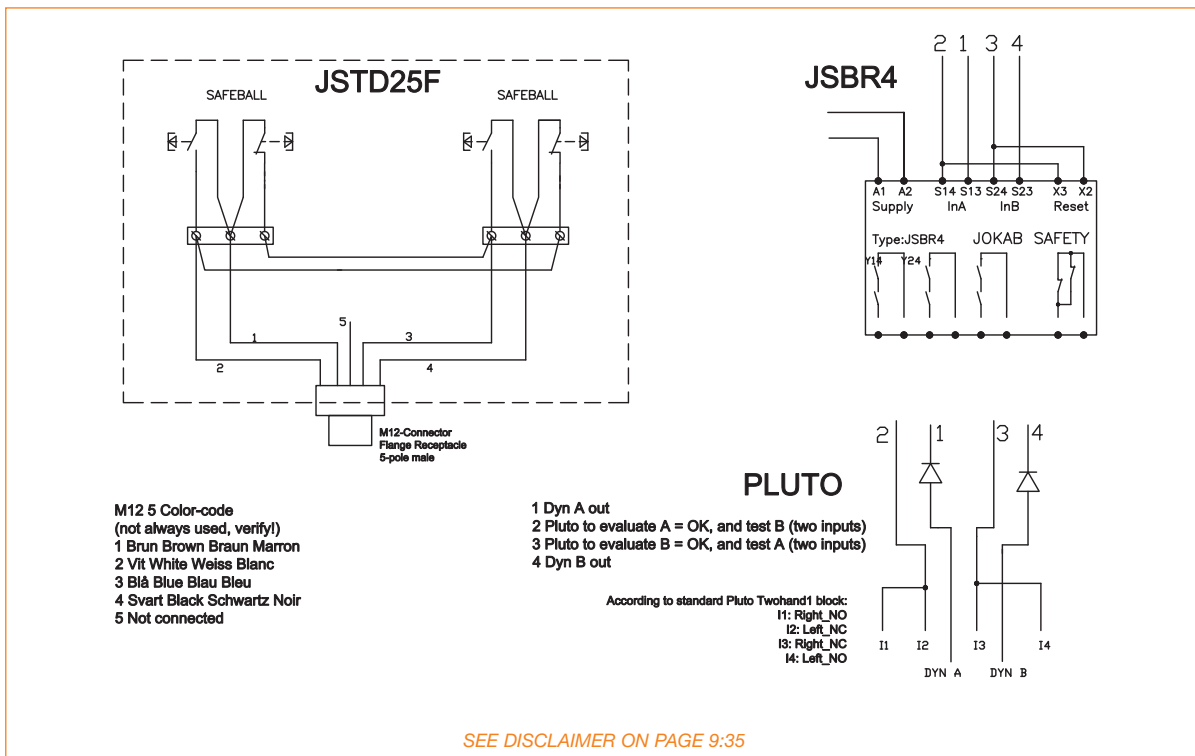 JSTD25F
SAFEBALL
SAFEBALL
1
2
5
3
4
M12-Connector
Flange Receptacle
5-pole male
M12 5 Color-code
(not always used, verify!)
1 Brun Brown Braun Marron
2 Vit White Weiss Blanc
3 Blå Blue Blau Bleu
4 Svart Black Schwartz Noir
5 Not connected
JSBR4
2 1 3 4
A1 A2 S14 S13 S24 S23 X3 X2
Supply InA InB Reset
Type:JSBR4 JOKAB SAFETY
Y14 Y24
PLUTO
1 Dyn A out
2 Pluto to evaluate A = OK, and test B (two inputs)
3 Pluto to evaluate B = OK, and test A (two inputs)
4 Dyn B out
According to standard Pluto Twohand1 block:
I1: Right_NO
I2: Left_NC
I3: Right_NC
I4: Left_NO
2 1 3 4
I1 I2 I3 I4
DYN A DYN B
SEE DISCLAIMER ON PAGE 9:35